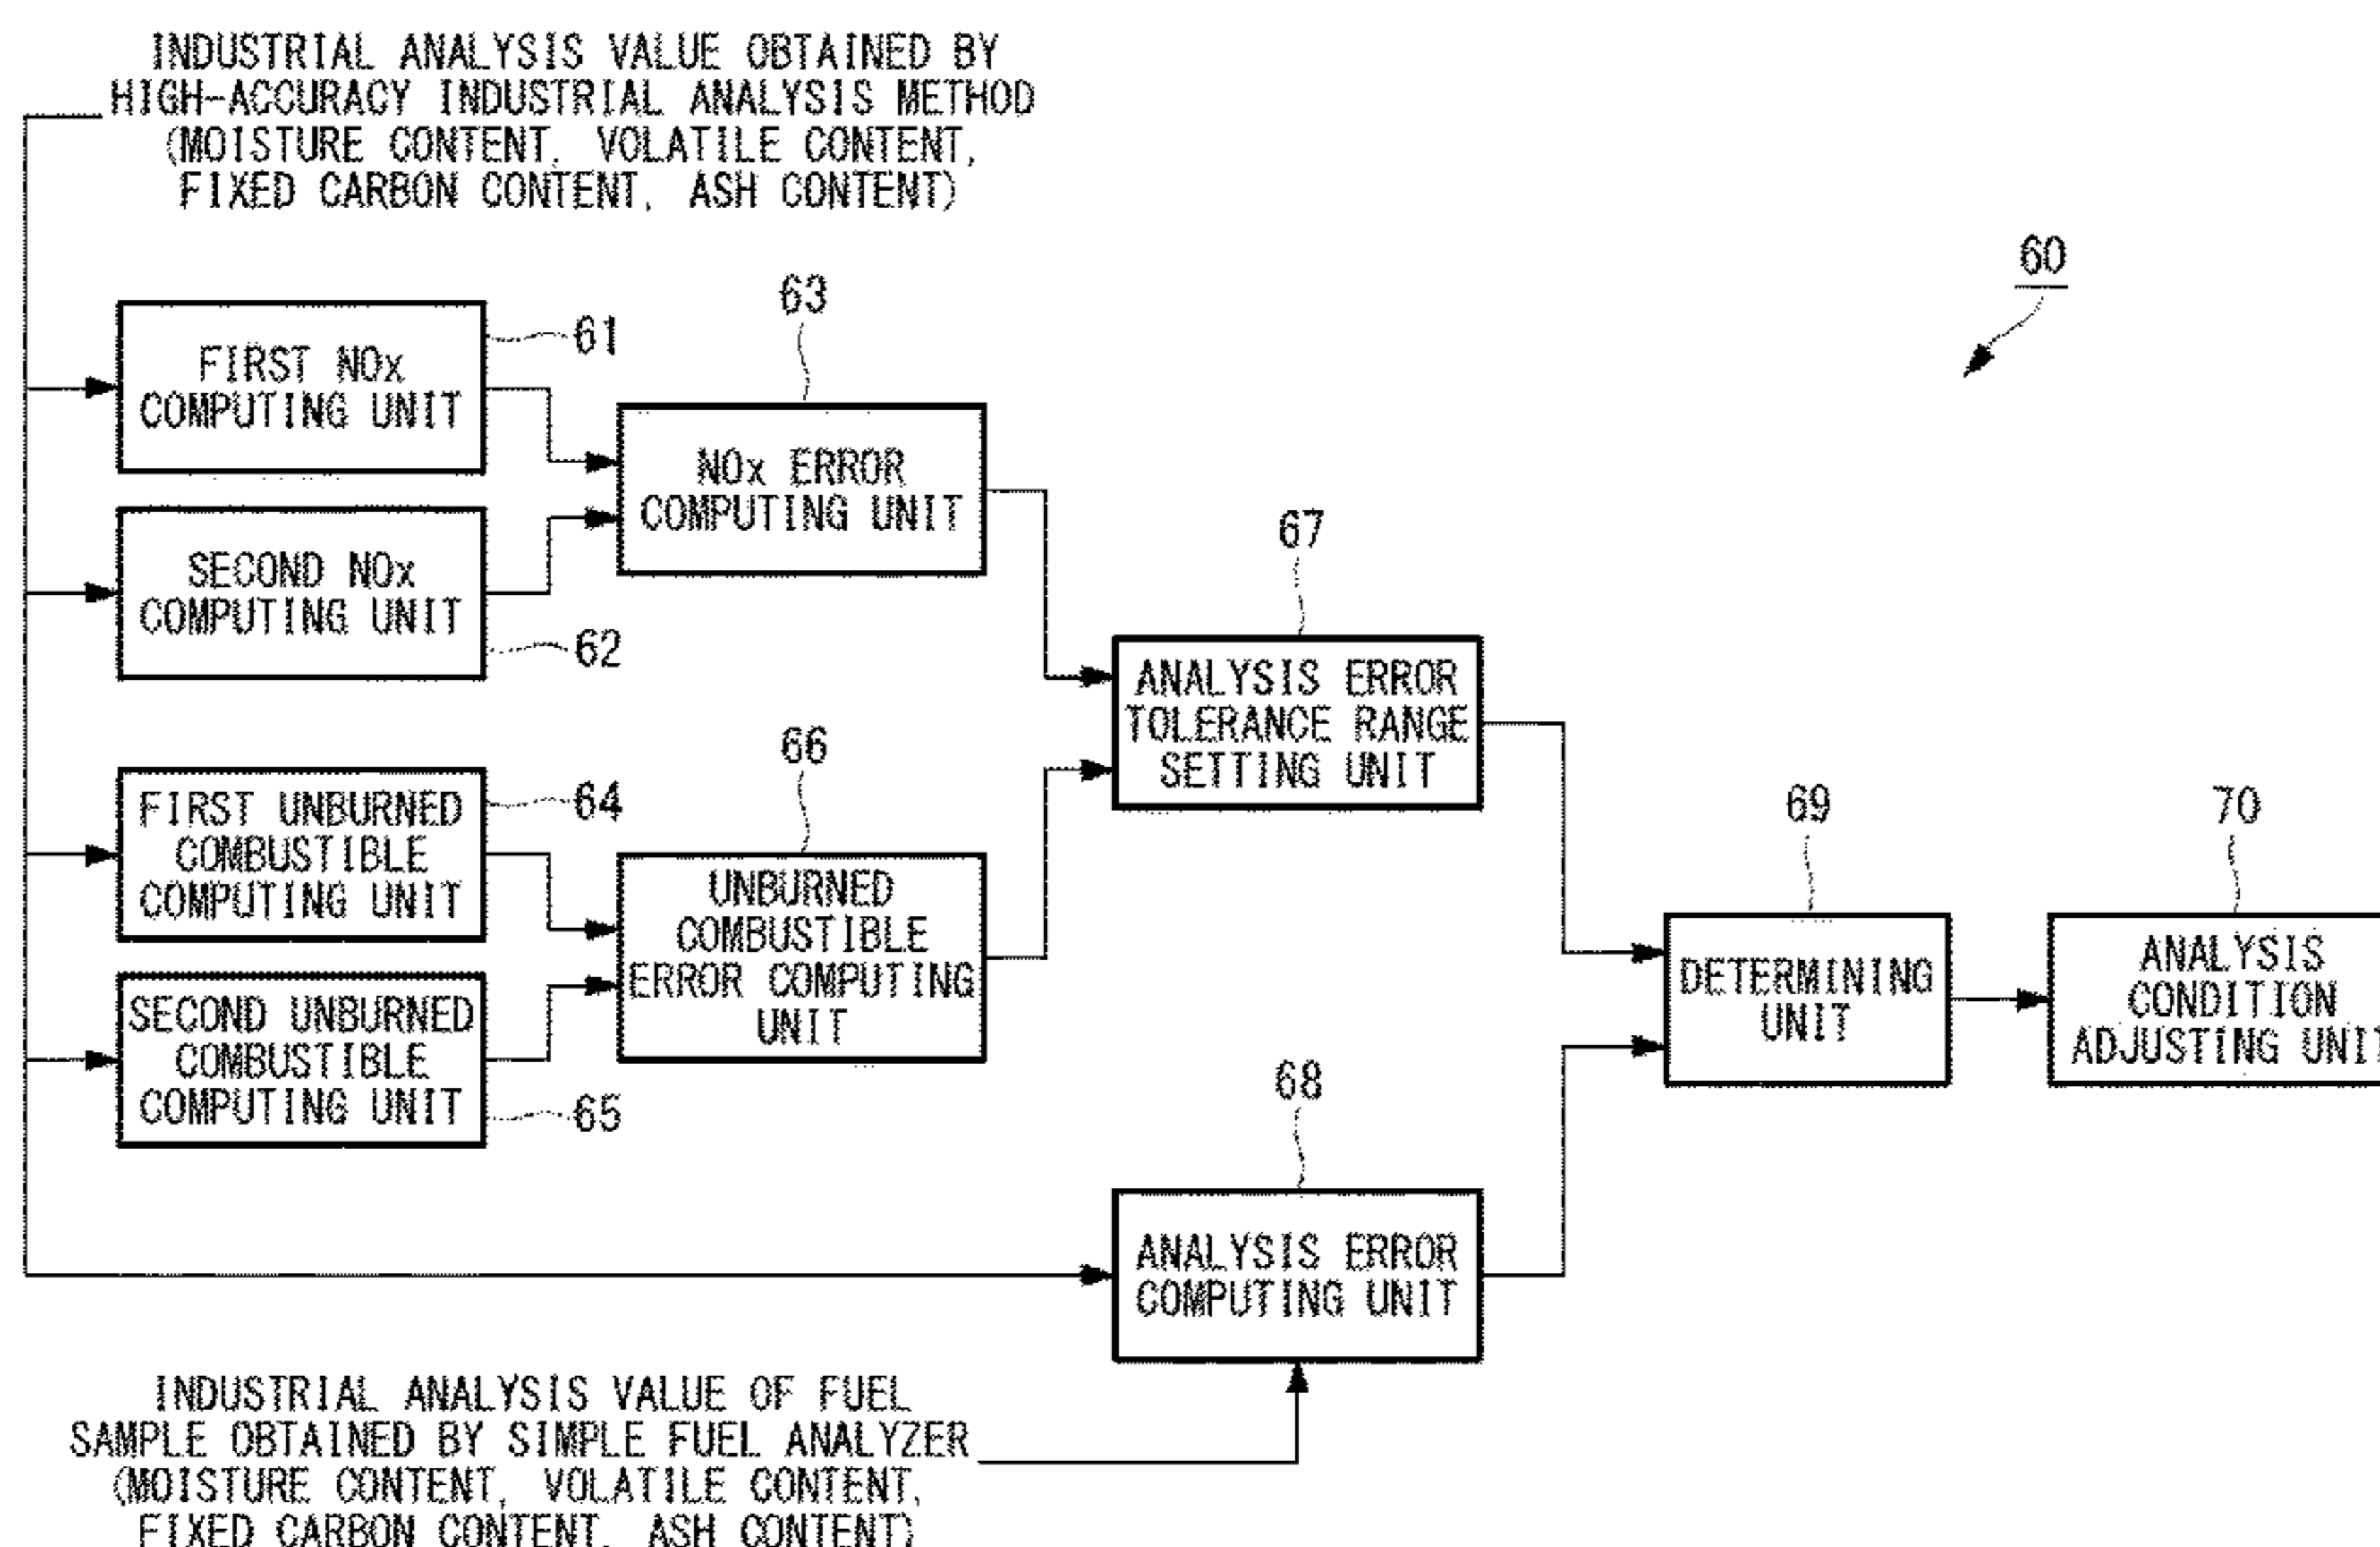 INDUSTRIAL ANALYSIS VALUE OBTAINED BY
HIGH-ACCURACY INDUSTRIAL ANALYSIS METHOD
(MOISTURE CONTENT, VOLATILE CONTENT,
FIXED CARBON CONTENT, ASH CONTENT)
60
61
FIRST NOx
COMPUTING UNIT
63
NOx ERROR
COMPUTING UNIT
SECOND NOx
COMPUTING UNIT
62
67
ANALYSIS ERROR
TOLERANCE RANGE
SETTING UNIT
64
FIRST UNBURNED
COMBUSTIBLE
COMPUTING UNIT
66
UNBURNED
COMBUSTIBLE
ERROR COMPUTING
UNIT
SECOND UNBURNED
COMBUSTIBLE
COMPUTING UNIT
65
69
DETERMINING
UNIT
70
ANALYSIS
CONDITION
ADJUSTING UNIT
68
ANALYSIS ERROR
COMPUTING UNIT
INDUSTRIAL ANALYSIS VALUE OF FUEL
SAMPLE OBTAINED BY SIMPLE FUEL ANALYZER
(MOISTURE CONTENT, VOLATILE CONTENT,
FIXED CARBON CONTENT, ASH CONTENT)